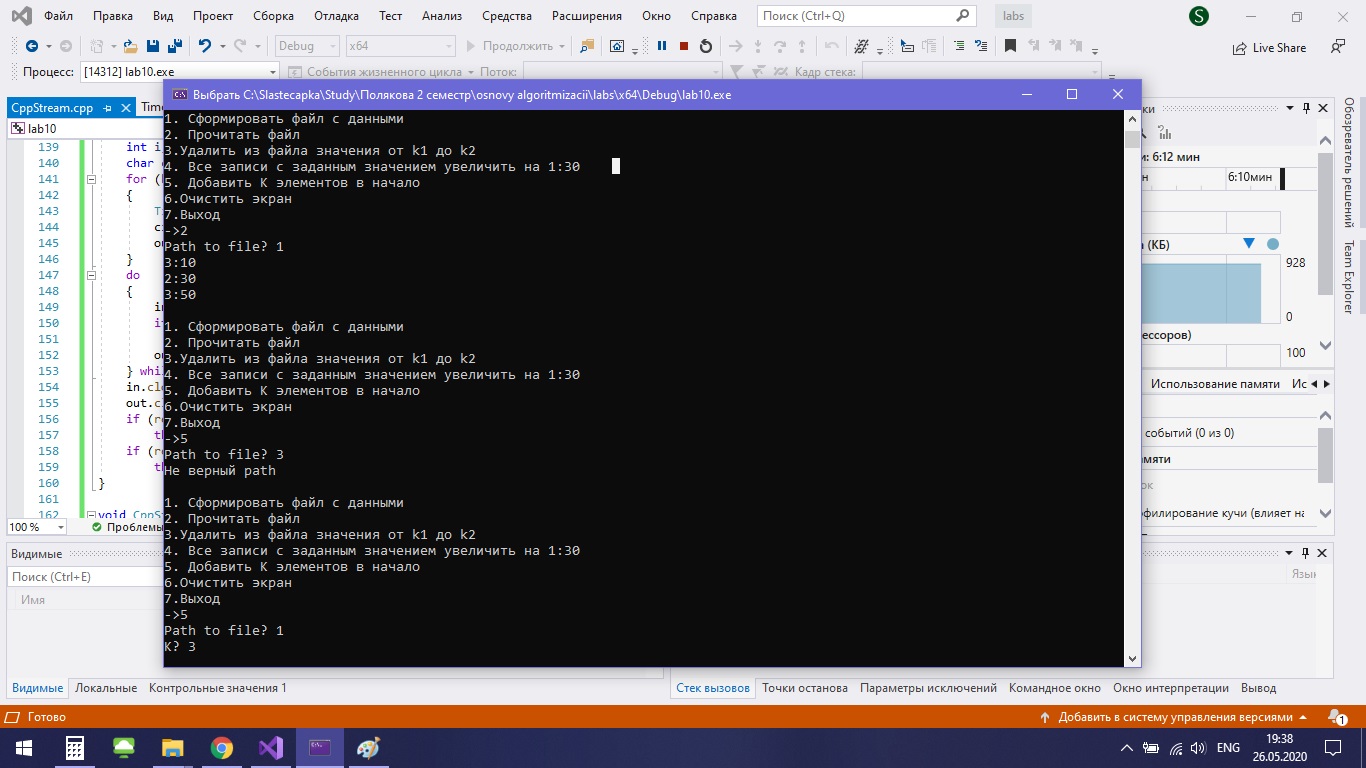 Файл Правка Вид Проект Сборка Отладка Тест Анализ Средства Расширения Окно Справка Поиск (Ctrl+Q) labs S
Debug x64 Продолжить Live Share
Процесс: [14312] lab10.exe События жизненного цикла Поток: Кадр стека:
CppStream.cpp Time
lab10
139 int i
140 char
141 for (
142 {
143 T
144 c
145 o
146 }
147 do
148 {
149 i
150 i
151
152 o
153 } whil
154 in.clo
155 out.c
156 if (r
157 th
158 if (r
159 th
160 }
161
162 void CppS
100 % Проблемы
Выбрать C:\Slastecapka\Study\Полякова 2 семестр\osnovy algoritmizacii\labs\x64\Debug\lab10.exe
1. Сформировать файл с данными
2. Прочитать файл
3.Удалить из файла значения от k1 до k2
4. Все записи с заданным значением увеличить на 1:30
5. Добавить K элементов в начало
6.Очистить экран
7.Выход
->2
Path to file? 1
3:10
2:30
3:50
1. Сформировать файл с данными
2. Прочитать файл
3.Удалить из файла значения от k1 до k2
4. Все записи с заданным значением увеличить на 1:30
5. Добавить K элементов в начало
6.Очистить экран
7.Выход
->5
Path to file? 3
Не верный path
1. Сформировать файл с данными
2. Прочитать файл
3.Удалить из файла значения от k1 до k2
4. Все записи с заданным значением увеличить на 1:30
5. Добавить K элементов в начало
6.Очистить экран
7.Выход
->5
Path to file? 1
K? 3
ки
и: 6:12 мин
н 6:10мин
а (КБ)
928
0
ессоров)
100
Использование памяти Ис
событий (0 из 0)
мяти
ок
офилирование кучи (влияет на
Обозреватель решений
Team Explorer
Видимые
Поиск (Ctrl+E)
Имя
Язык
Видимые Локальные Контрольные значения 1
Стек вызовов Точки останова Параметры исключений Командное окно Окно интерпретации Вывод
Готово Добавить в систему управления версиями 1
ENG 19:38
26.05.2020